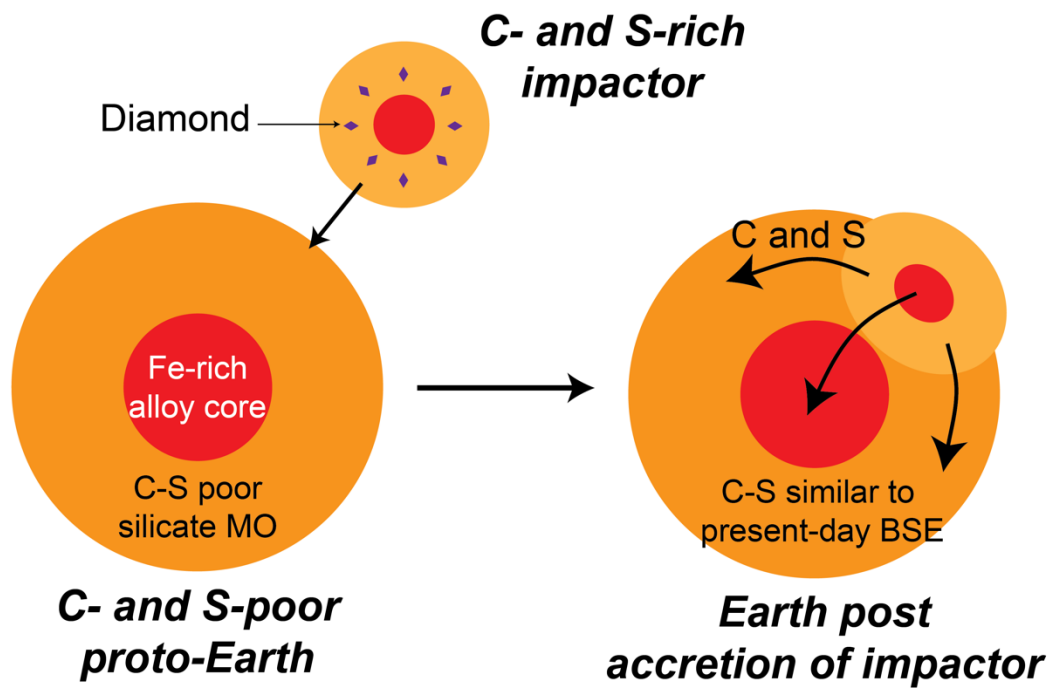 C- and S-rich
impactor
Diamond
Fe-rich
alloy core
C-S poor
silicate MO
C- and S-poor
proto-Earth
C and S
C-S similar to
present-day BSE
Earth post
accretion of impactor